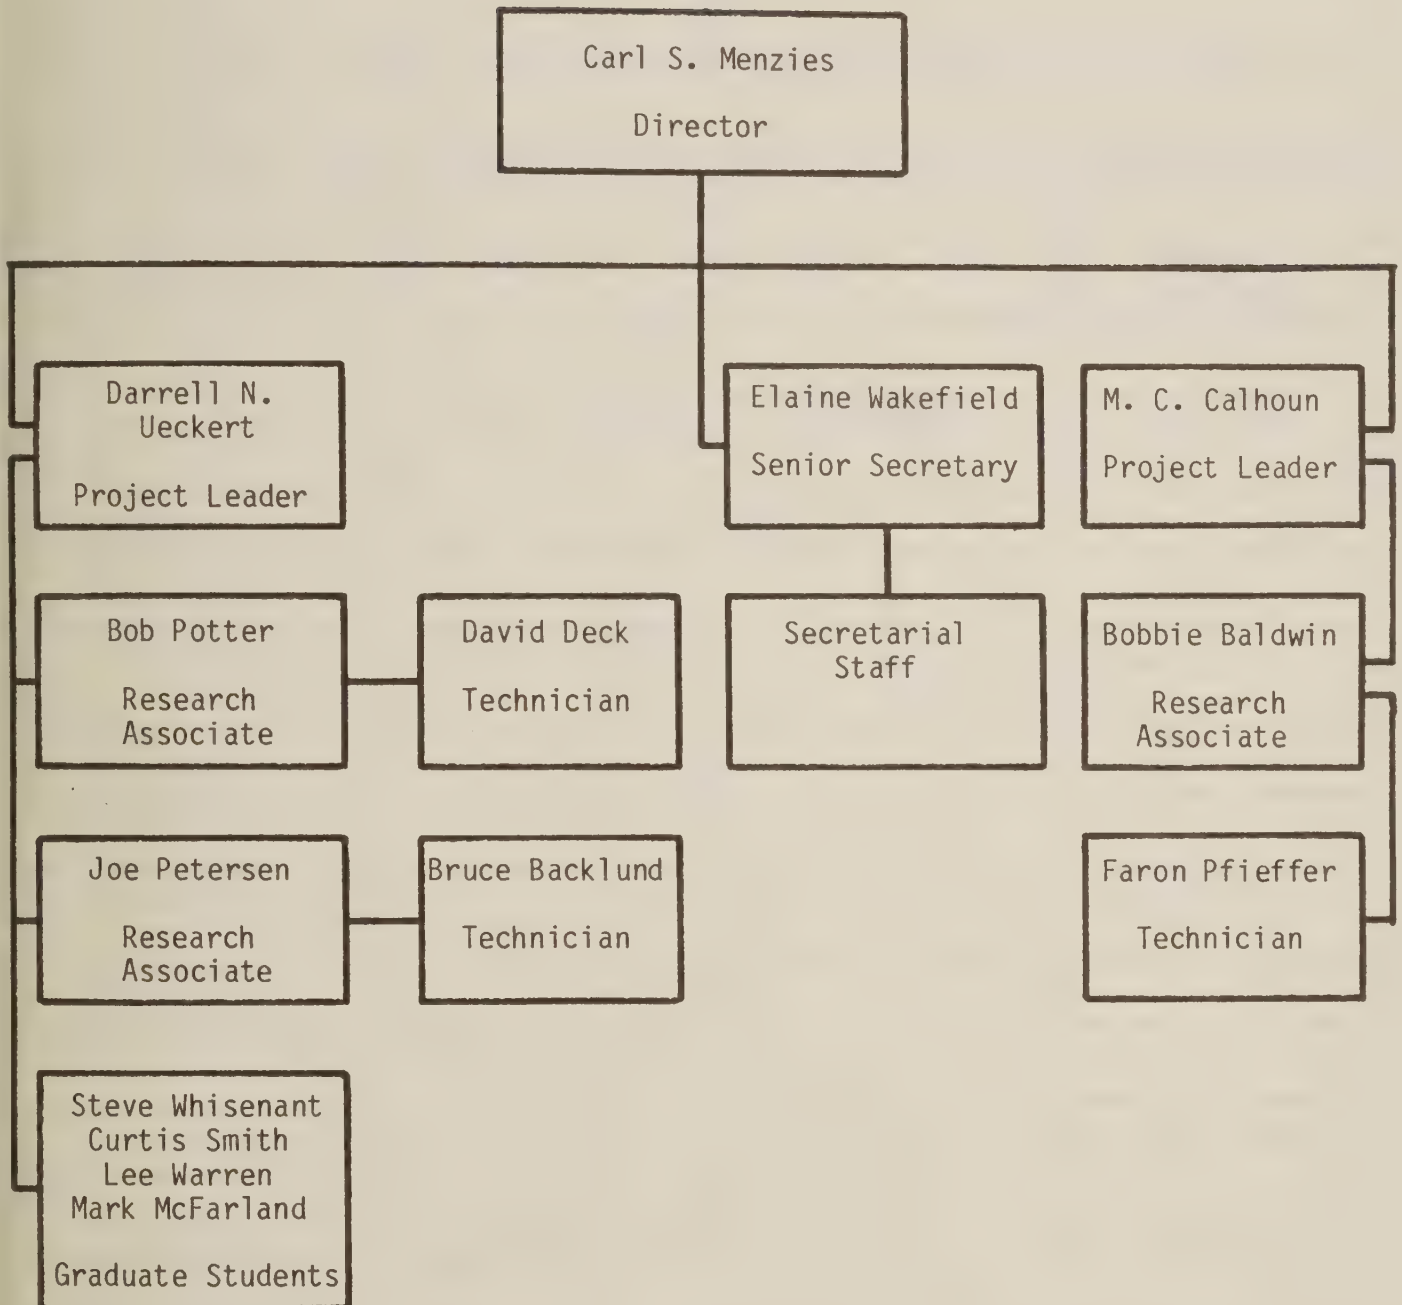 Carl S. Menzies
Director
Darrell N.
Ueckert
Project Leader
Elaine Wakefield
Senior Secretary
M. C. Calhoun
Project Leader
Bob Potter
Research
Associate
David Deck
Technician
Secretarial
Staff
Bobbie Baldwin
Research
Associate
Joe Petersen
Research
Associate
Bruce Backlund
Technician
Faron Pfieffer
Technician
Steve Whisenant
Curtis Smith
Lee Warren
Mark McFarland
Graduate Students